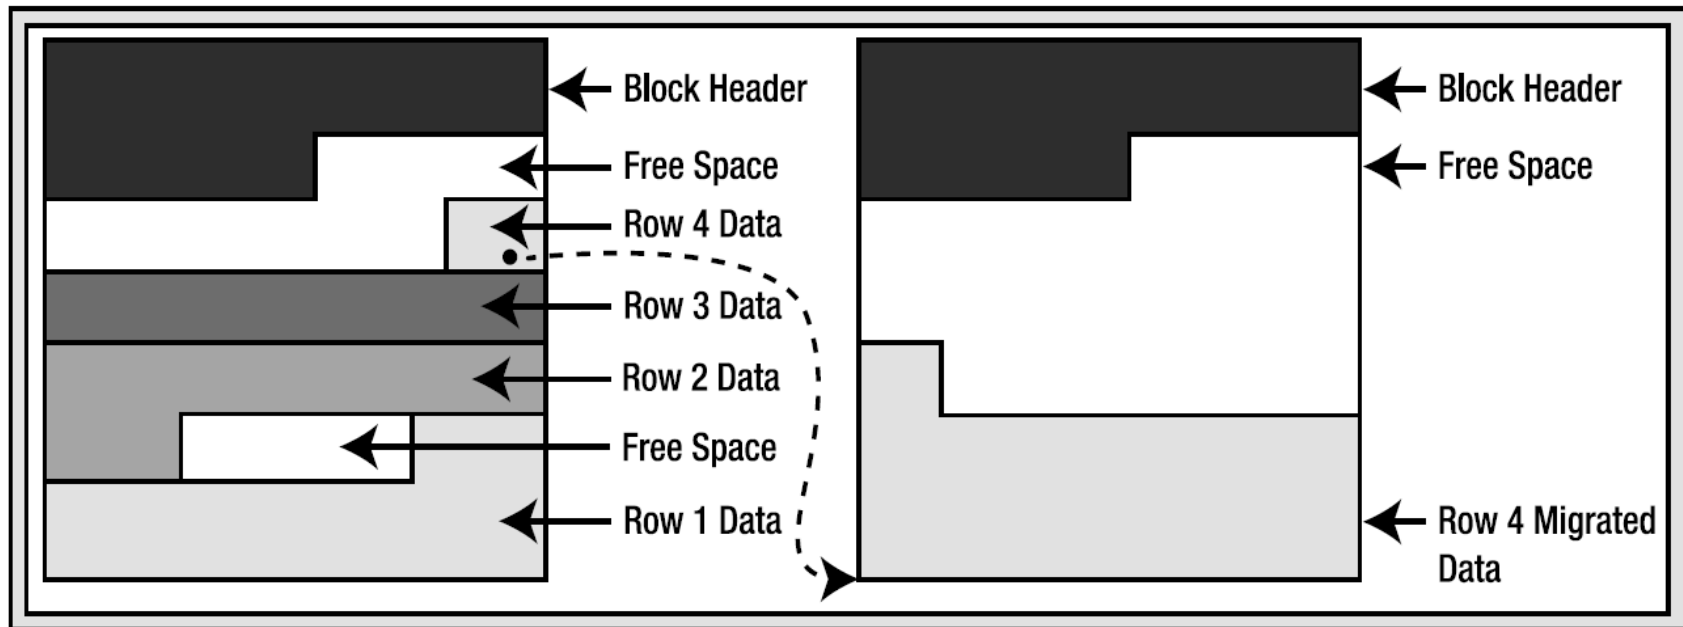 Block Header
Free Space
Row 4 Data
Row 3 Data
Row 2 Data
Free Space
Row 1 Data
Block Header
Free Space
Row 4 Migrated
Data